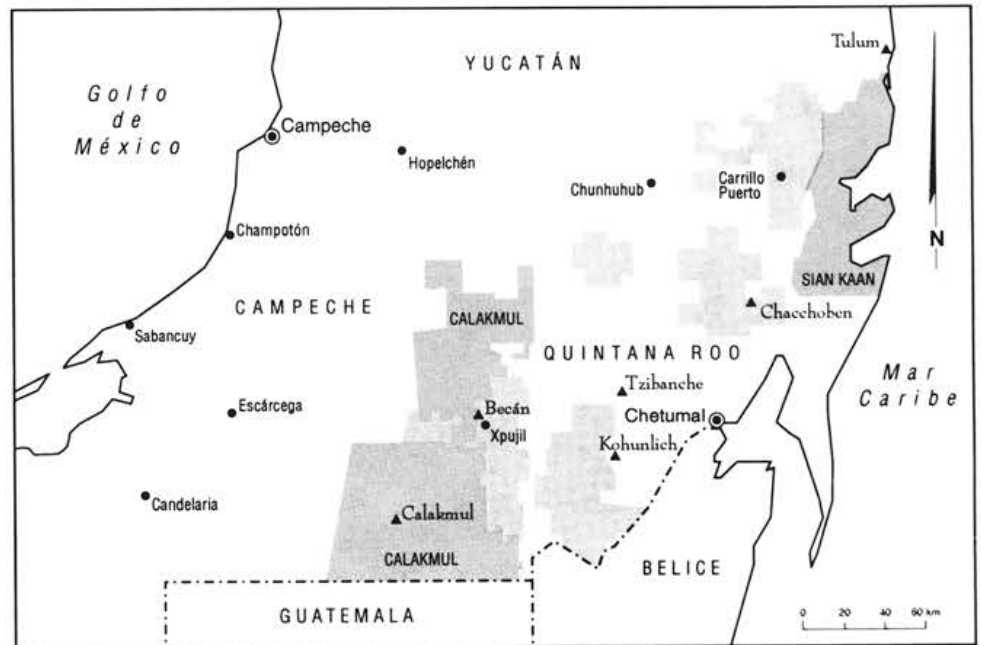 Tulum
YUCATÁN
Golfo
de
México
Campeche
Hopelchén
Chunhuhub
Carrillo
Puerto
Champotón
N
SIAN KAAN
CAMPECHE
CALAKMUL
Chacchoben
Sabancuy
QUINTANA ROO
Mar
Caribe
Tzibanche
Escárcega
Becán
Chetumal
Xpujil
Kohunlich
Candelaria
Calakmul
CALAKMUL
BELICE
GUATEMALA
0 20 40 60 km.